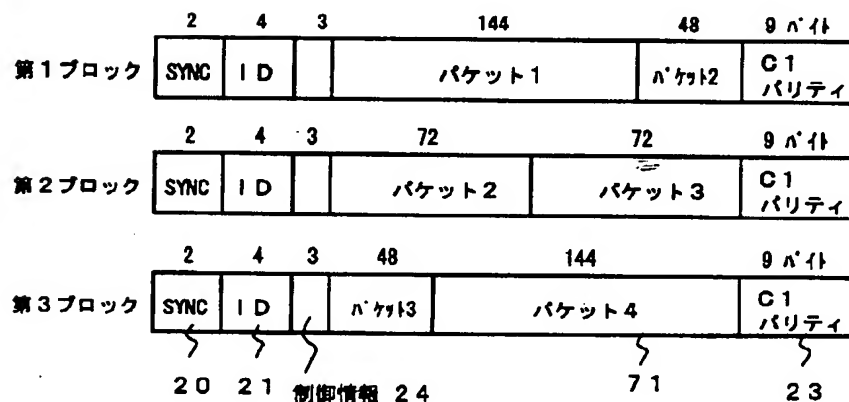 2 4 3 144 48 9 ﾊﾞｲﾄ
第1ブロック SYNC ID パケット1 ﾊﾟｹｯﾄ2 C1 パリティ
2 4 3 72 72 9 ﾊﾞｲﾄ
第2ブロック SYNC ID パケット2 パケット3 C1 パリティ
2 4 3 48 144 9 ﾊﾞｲﾄ
第3ブロック SYNC ID ﾊﾟｹｯﾄ3 パケット4 C1 パリティ
20 21 制御情報 24 71 23